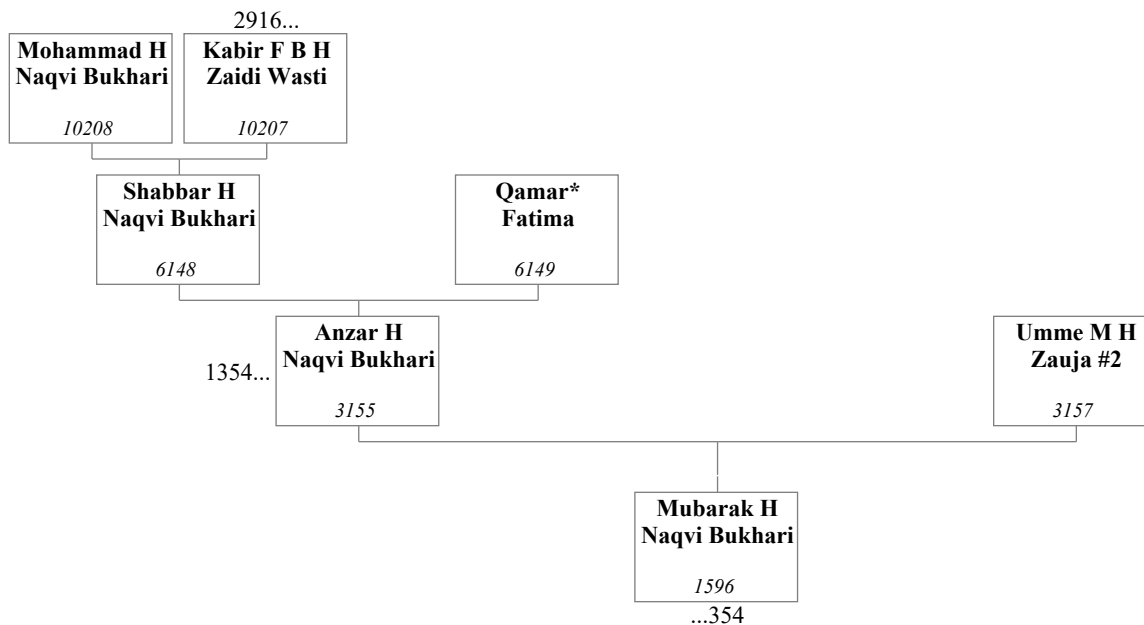 2916...
Mohammad H
Naqvi Bukhari
10208
Kabir F B H
Zaidi Wasti
10207
Shabbar H
Naqvi Bukhari
6148
Qamar*
Fatima
6149
1354...
Anzar H
Naqvi Bukhari
3155
Umme M H
Zauja #2
3157
Mubarak H
Naqvi Bukhari
1596
...354